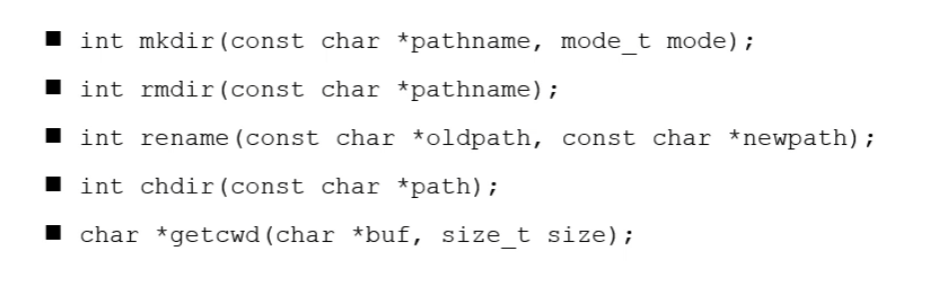 ■ int mkdir(const char *pathname, mode_t mode);
■ int rmdir(const char *pathname);
■ int rename(const char *oldpath, const char *newpath);
■ int chdir(const char *path);
■ char *getcwd(char *buf, size_t size);